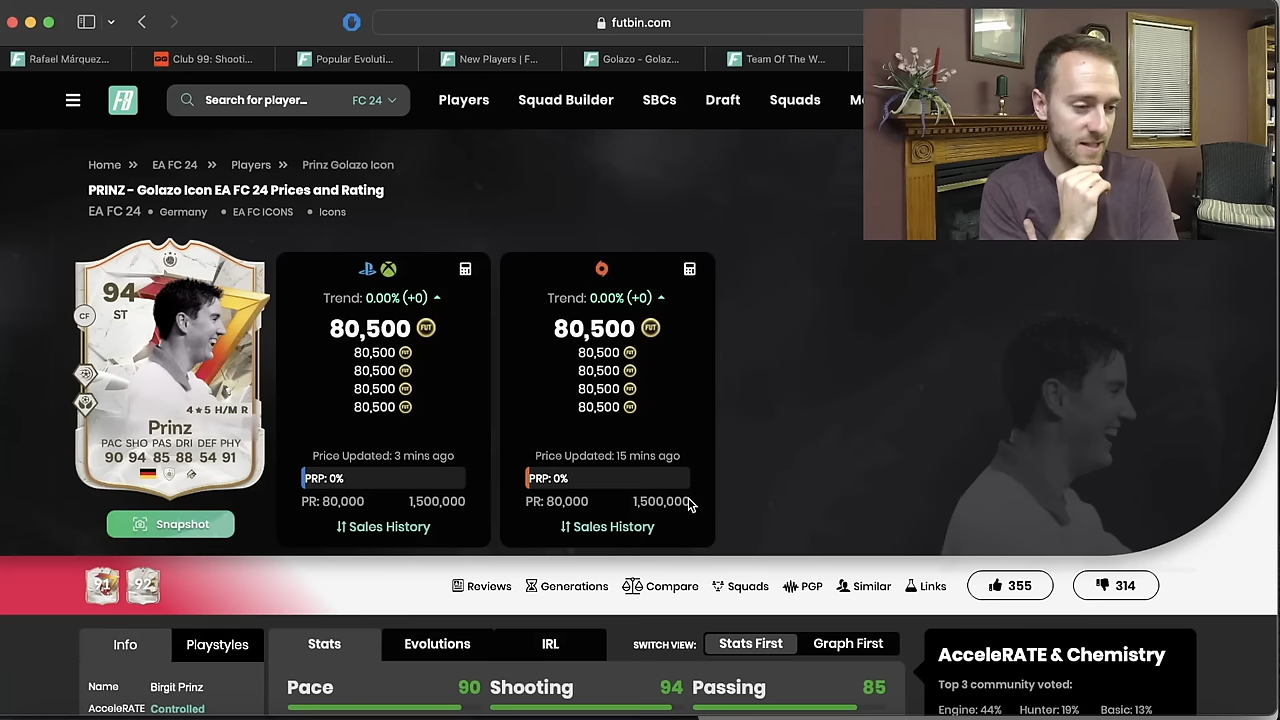 futbin.com
Rafael Márquez...
GG Club 99: Shooti...
Popular Evoluti...
New Players | F...
Golazo - Golaz...
Team Of The W...
FB
Search for player...
FC 24
Players
Squad Builder
SBCs
Draft
Squads
Home >> EA FC 24 >> Players >> Prinz Golazo Icon
PRINZ - Golazo Icon EA FC 24 Prices and Rating
EA FC 24 • Germany • EA FC ICONS • Icons
94
ST
CF
4★5 H/M R
Prinz
PAC SHO PAS DRI DEF PHY
90 94 85 88 54 91
Snapshot
Trend: 0.00% (+0)
80,500 FUT
80,500
80,500
80,500
80,500
Price Updated: 3 mins ago
PRP: 0%
PR: 80,000 1,500,000
Sales History
Trend: 0.00% (+0)
80,500 FUT
80,500
80,500
80,500
80,500
Price Updated: 15 mins ago
PRP: 0%
PR: 80,000 1,500,000
Sales History
91 92
Reviews
Generations
Compare
Squads
PGP
Similar
Links
355
314
Info
Playstyles
Stats
Evolutions
IRL
SWITCH VIEW:
Stats First
Graph First
Name Birgit Prinz
AcceleRATE Controlled
Pace 90
Shooting 94
Passing 85
AcceleRATE & Chemistry
Top 3 community voted:
Engine: 44% Hunter: 19% Basic: 13%